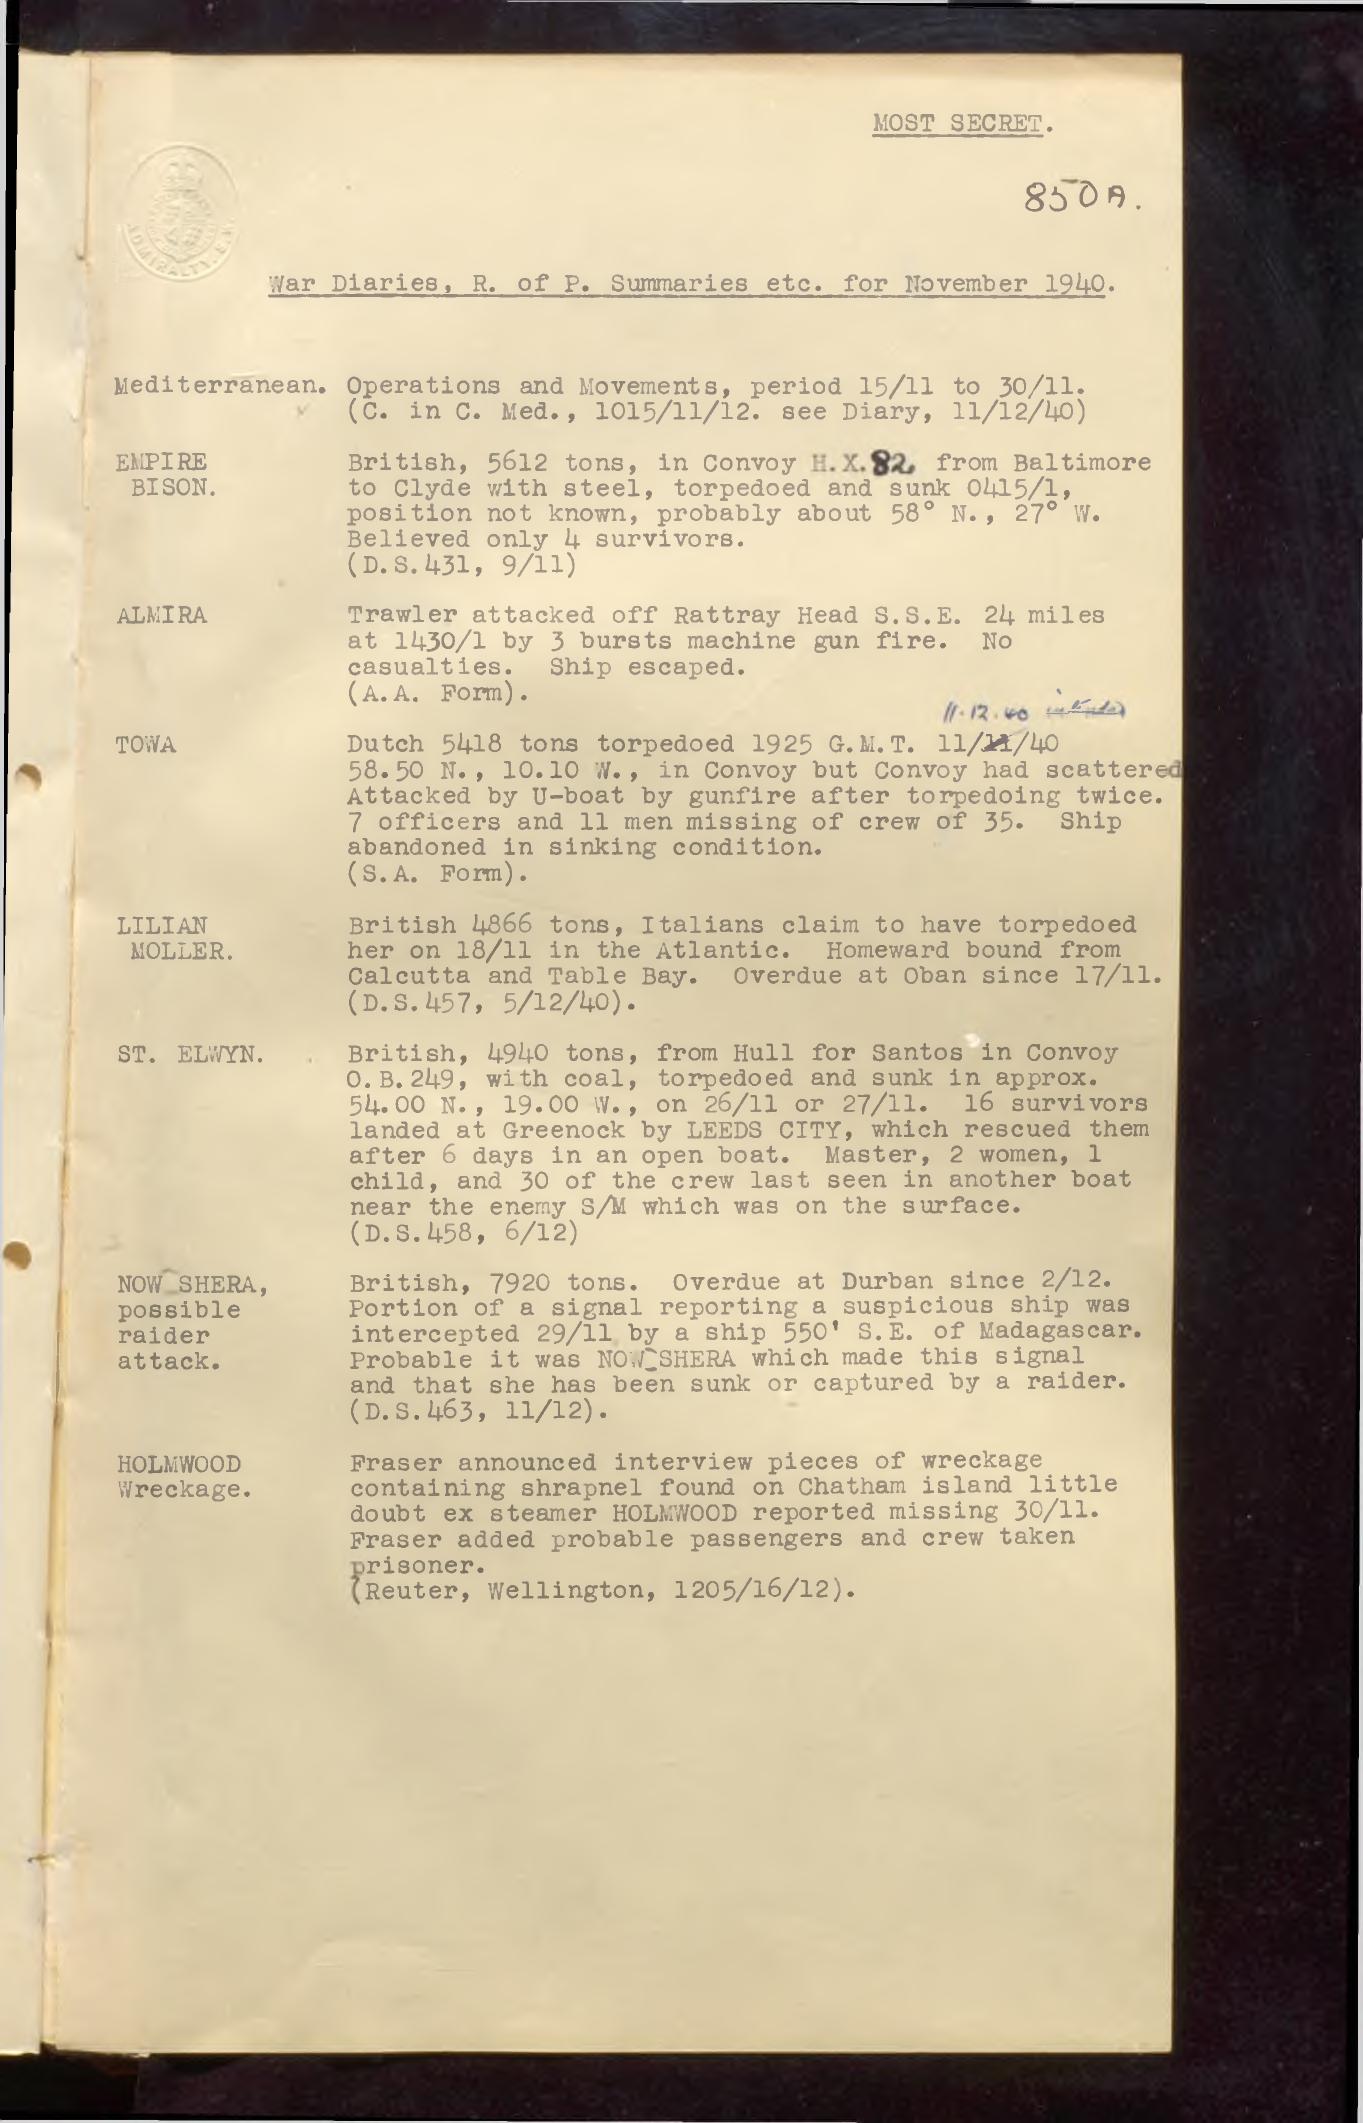 MOST SECRET.
850A.
ADMIRALTY.S.W.
War Diaries, R. of P. Summaries etc. for November 1940.
Mediterranean. Operations and Movements, period 15/11 to 30/11.
(C. in C. Med., 1015/11/12. see Diary, 11/12/40)
EMPIRE British, 5612 tons, in Convoy H.X.82, from Baltimore
BISON. to Clyde with steel, torpedoed and sunk 0415/1,
position not known, probably about 58° N., 27° W.
Believed only 4 survivors.
(D.S.431, 9/11)
ALMIRA Trawler attacked off Rattray Head S.S.E. 24 miles
at 1430/1 by 3 bursts machine gun fire. No
casualties. Ship escaped.
(A.A. Form).
11.12.40
TOWA Dutch 5418 tons torpedoed 1925 G.M.T. 11/11/40
58.50 N., 10.10 W., in Convoy but Convoy had scattered
Attacked by U-boat by gunfire after torpedoing twice.
7 officers and 11 men missing of crew of 35. Ship
abandoned in sinking condition.
(S.A. Form).
LILIAN British 4866 tons, Italians claim to have torpedoed
MOLLER. her on 18/11 in the Atlantic. Homeward bound from
Calcutta and Table Bay. Overdue at Oban since 17/11.
(D.S.457, 5/12/40).
ST. ELWYN. British, 4940 tons, from Hull for Santos in Convoy
O.B.249, with coal, torpedoed and sunk in approx.
54.00 N., 19.00 W., on 26/11 or 27/11. 16 survivors
landed at Greenock by LEEDS CITY, which rescued them
after 6 days in an open boat. Master, 2 women, 1
child, and 30 of the crew last seen in another boat
near the enemy S/M which was on the surface.
(D.S.458, 6/12)
NOW SHERA, British, 7920 tons. Overdue at Durban since 2/12.
possible Portion of a signal reporting a suspicious ship was
raider intercepted 29/11 by a ship 550' S.E. of Madagascar.
attack. Probable it was NOW SHERA which made this signal
and that she has been sunk or captured by a raider.
(D.S.463, 11/12).
HOLMWOOD Fraser announced interview pieces of wreckage
Wreckage. containing shrapnel found on Chatham island little
doubt ex steamer HOLMWOOD reported missing 30/11.
Fraser added probable passengers and crew taken
prisoner.
(Reuter, Wellington, 1205/16/12).